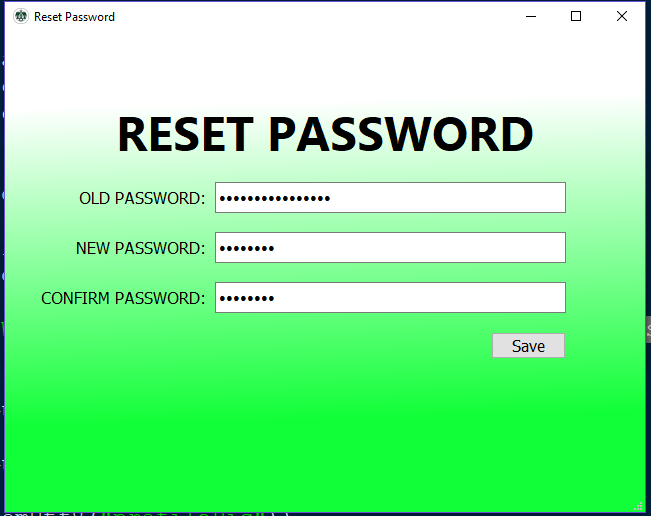 Reset Password
RESET PASSWORD
OLD PASSWORD: ••••••••••••••••
NEW PASSWORD: ••••••••
CONFIRM PASSWORD: ••••••••
Save